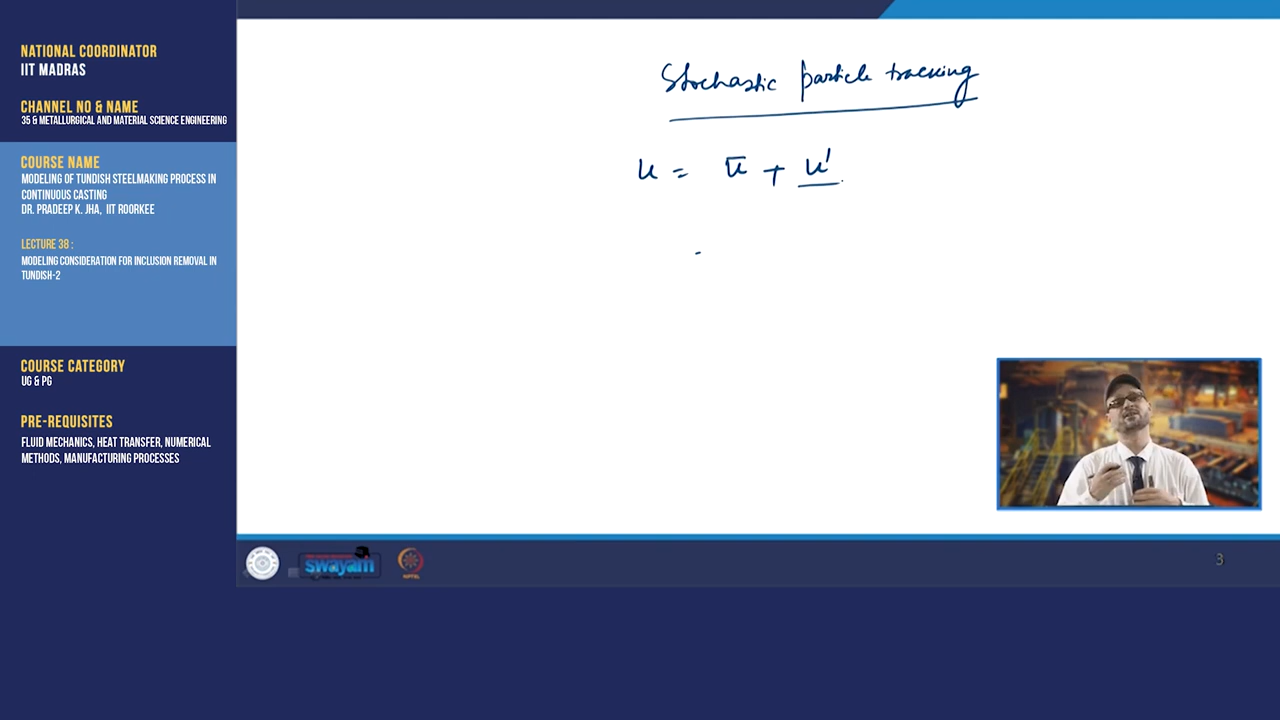 NATIONAL COORDINATOR
IIT MADRAS
CHANNEL NO & NAME
35 & METALLURGICAL AND MATERIAL SCIENCE ENGINEERING
COURSE NAME
MODELING OF TUNDISH STEELMAKING PROCESS IN
CONTINUOUS CASTING
DR. PRADEEP K. JHA, IIT ROORKEE
LECTURE 38 :
MODELING CONSIDERATION FOR INCLUSION REMOVAL IN
TUNDISH-2
COURSE CATEGORY
UG & PG
PRE-REQUISITES
FLUID MECHANICS, HEAT TRANSFER, NUMERICAL
METHODS, MANUFACTURING PROCESSES
Stochastic particle tracking
u = u̅ + u'
swayam
3